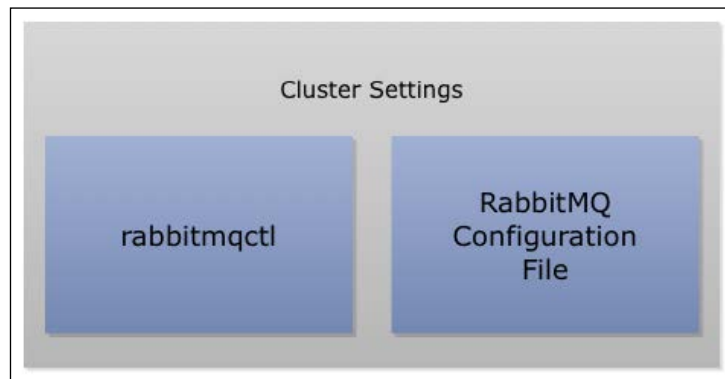 Cluster Settings
rabbitmqctl
RabbitMQ
Configuration
File